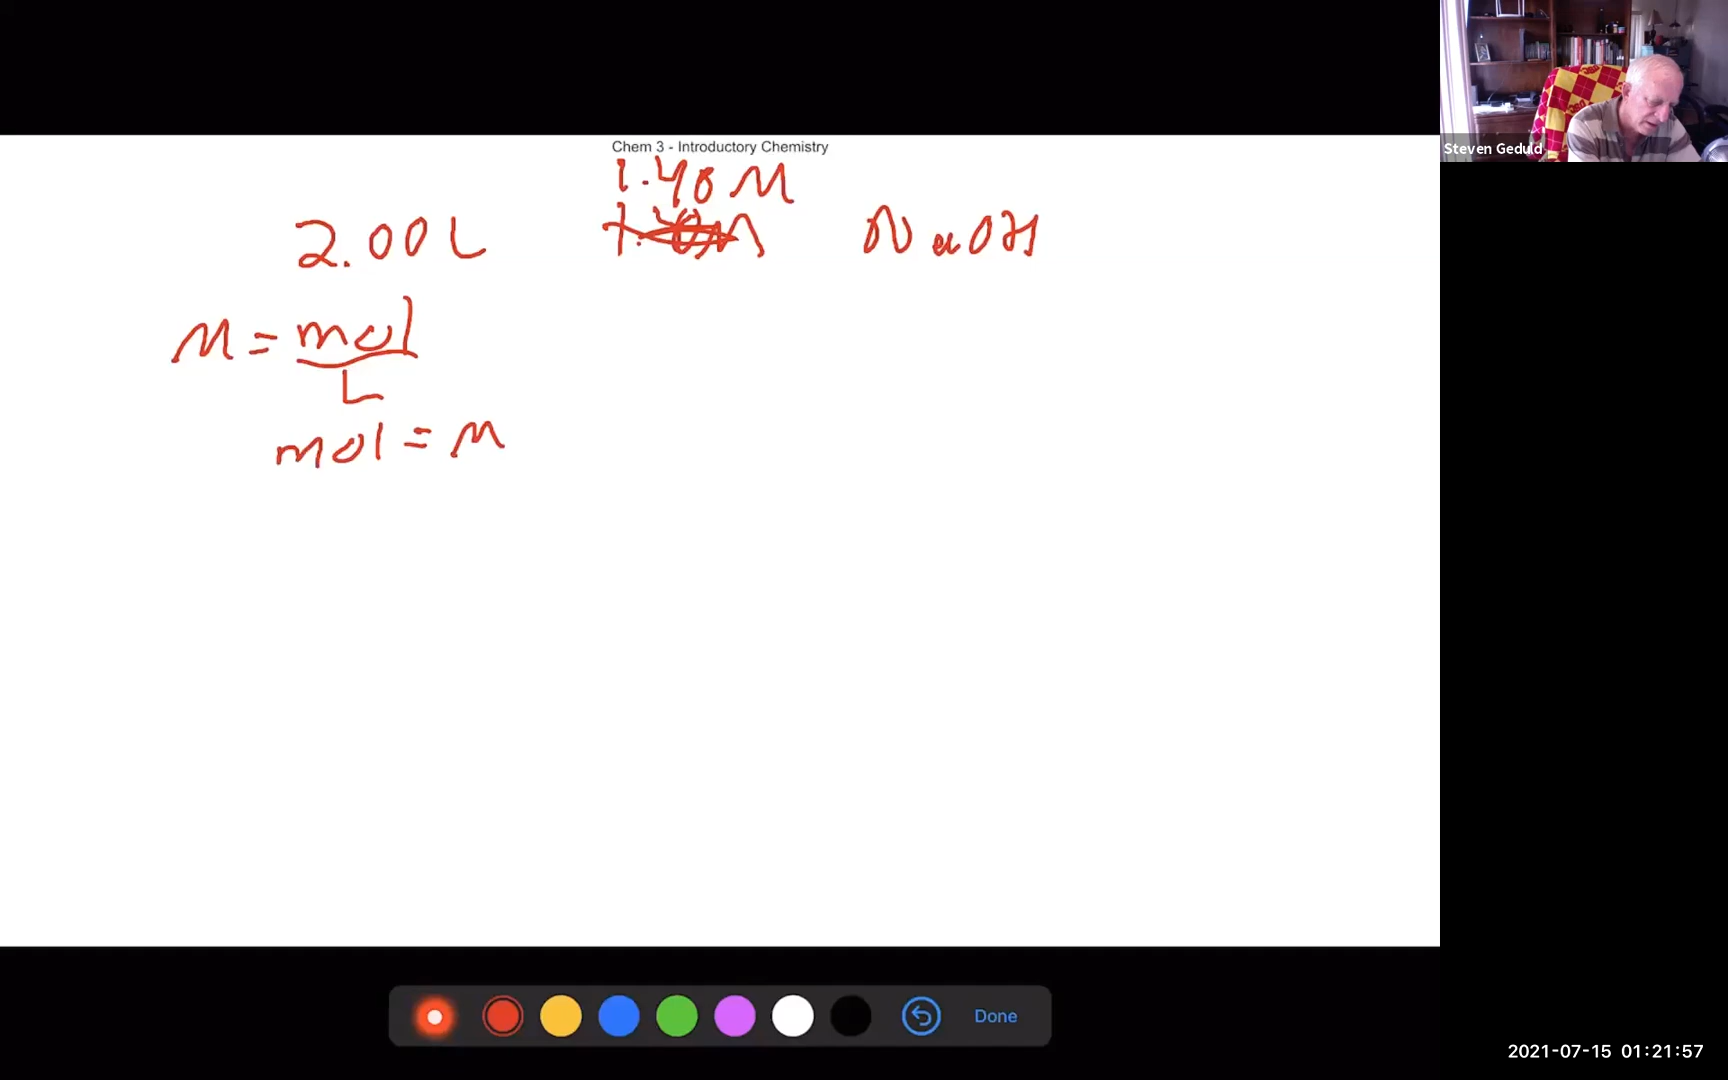 Chem 3 - Introductory Chemistry
1.40 M
2.00 L NaOH
M = mol
L
mol = M
Steven Geduld
Done
2021-07-15 01:21:57